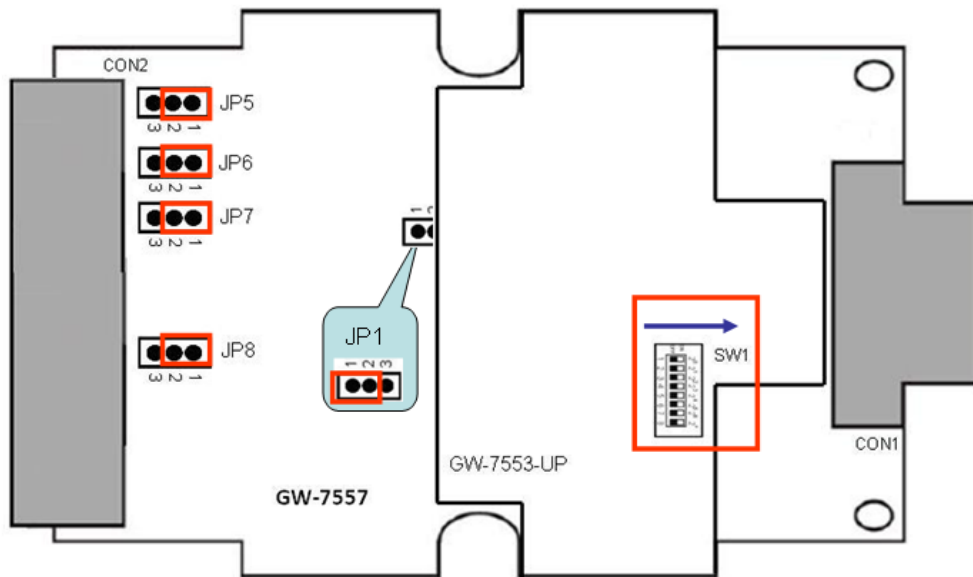 CON2
JP5
3 2 1
JP6
3 2 1
JP7
3 2 1
1 2
JP1
1 2 3
JP8
3 2 1
SW1
GW-7553-UP
GW-7557
CON1